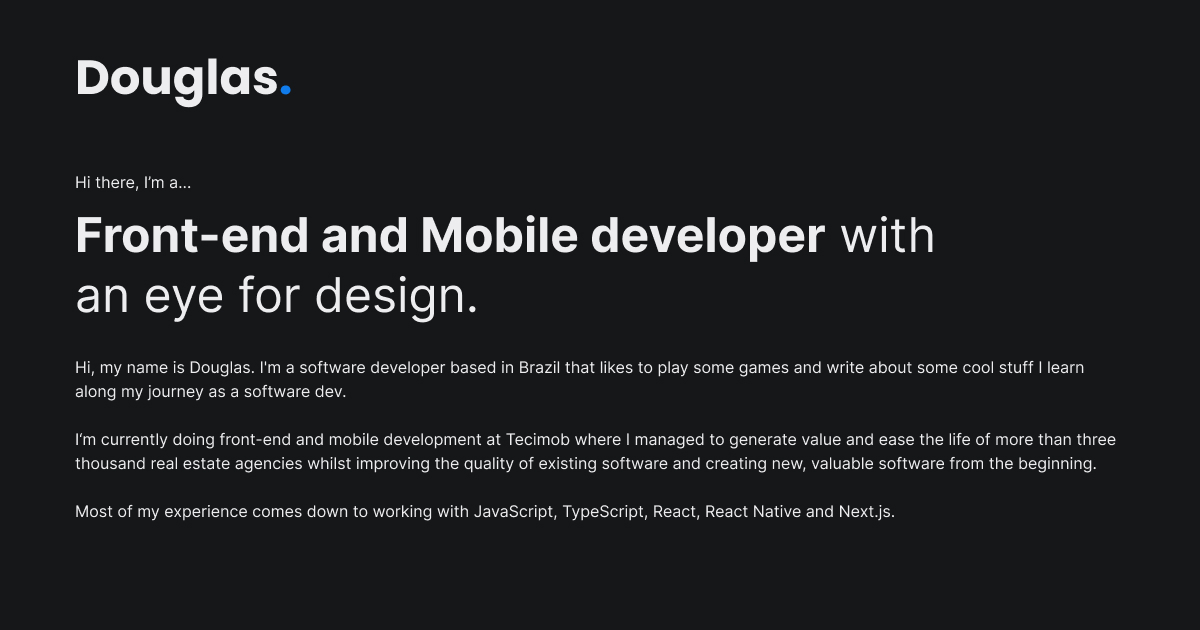 Douglas.
Hi there, I’m a...
Front-end and Mobile developer with
an eye for design.
Hi, my name is Douglas. I'm a software developer based in Brazil that likes to play some games and write about some cool stuff I learn
along my journey as a software dev.
I‘m currently doing front-end and mobile development at Tecimob where I managed to generate value and ease the life of more than three
thousand real estate agencies whilst improving the quality of existing software and creating new, valuable software from the beginning.
Most of my experience comes down to working with JavaScript, TypeScript, React, React Native and Next.js.